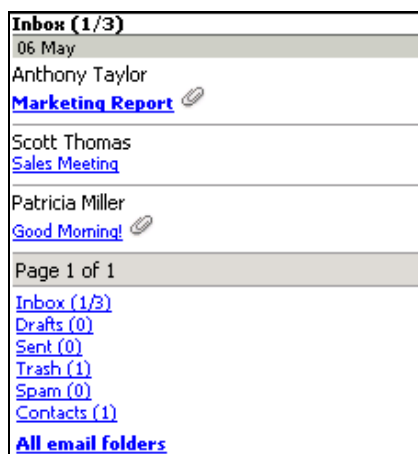 Inbox (1/3)
06 May
Anthony Taylor
Marketing Report
Scott Thomas
Sales Meeting
Patricia Miller
Good Morning!
Page 1 of 1
Inbox (1/3)
Drafts (0)
Sent (0)
Trash (1)
Spam (0)
Contacts (1)
All email folders